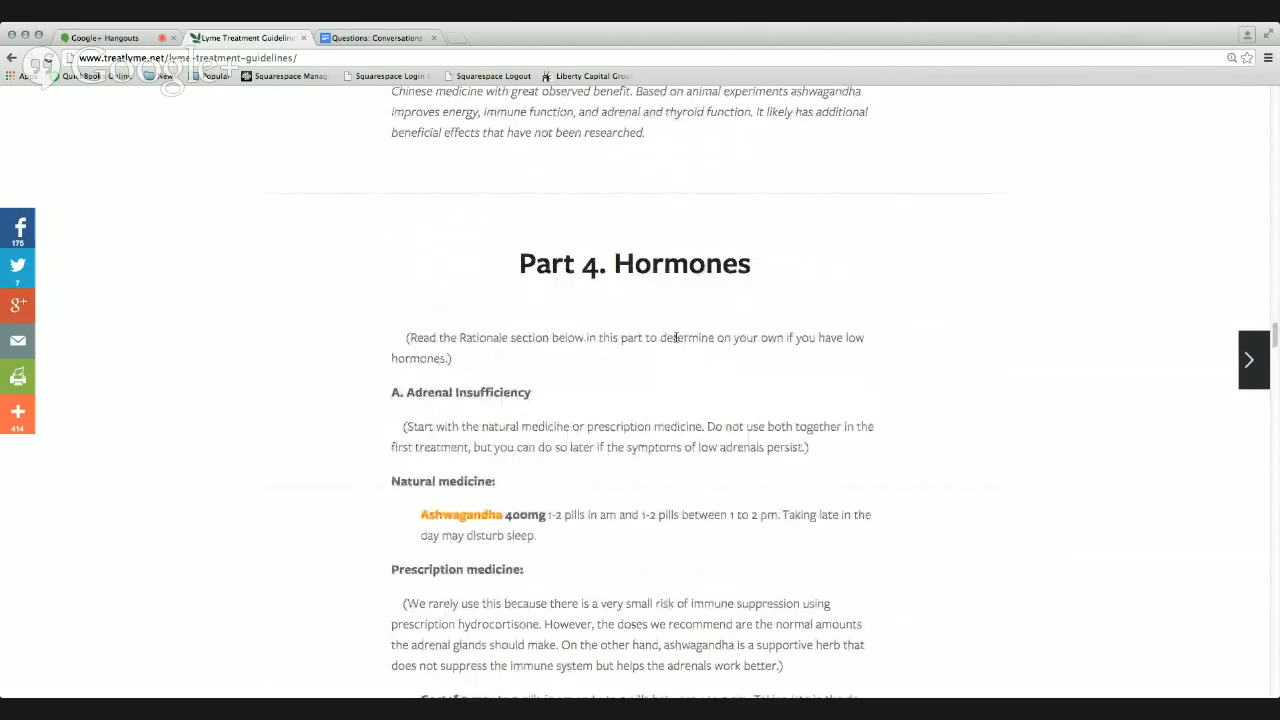 Google+ Hangouts
Lyme Treatment Guideline
Questions: Conversations
www.treatlyme.net/lyme-treatment-guidelines/
Google+
Apps
QuickBooks Online
New
Popular
Squarespace Manag
Squarespace Login
Squarespace Logout
Liberty Capital Grou
Chinese medicine with great observed benefit. Based on animal experiments ashwagandha
improves energy, immune function, and adrenal and thyroid function. It likely has additional
beneficial effects that have not been researched.
175
7
g+
414
Part 4. Hormones
(Read the Rationale section below in this part to determine on your own if you have low
hormones.)
A. Adrenal Insufficiency
(Start with the natural medicine or prescription medicine. Do not use both together in the
first treatment, but you can do so later if the symptoms of low adrenals persist.)
Natural medicine:
Ashwagandha 400mg 1-2 pills in am and 1-2 pills between 1 to 2 pm. Taking late in the
day may disturb sleep.
Prescription medicine:
(We rarely use this because there is a very small risk of immune suppression using
prescription hydrocortisone. However, the doses we recommend are the normal amounts
the adrenal glands should make. On the other hand, ashwagandha is a supportive herb that
does not suppress the immune system but helps the adrenals work better.)